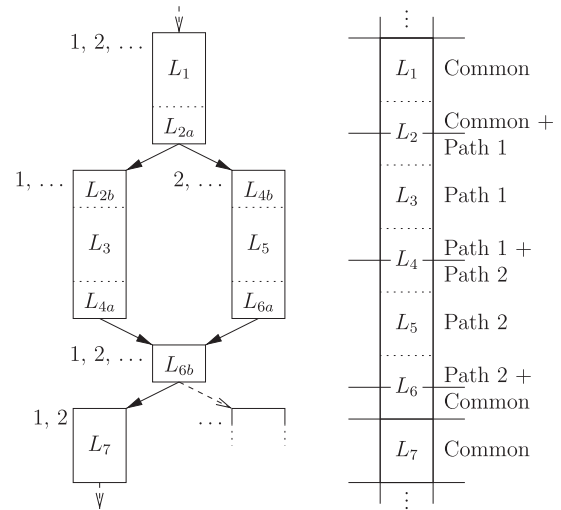 1, 2, …
L1
L2a
1, …
L2b
L3
L4a
2, …
L4b
L5
L6a
1, 2, …
L6b
1, 2
L7
…
⋮
L1
Common
L2
Common +
Path 1
L3
Path 1
L4
Path 1 +
Path 2
L5
Path 2
L6
Path 2 +
Common
L7
Common
⋮